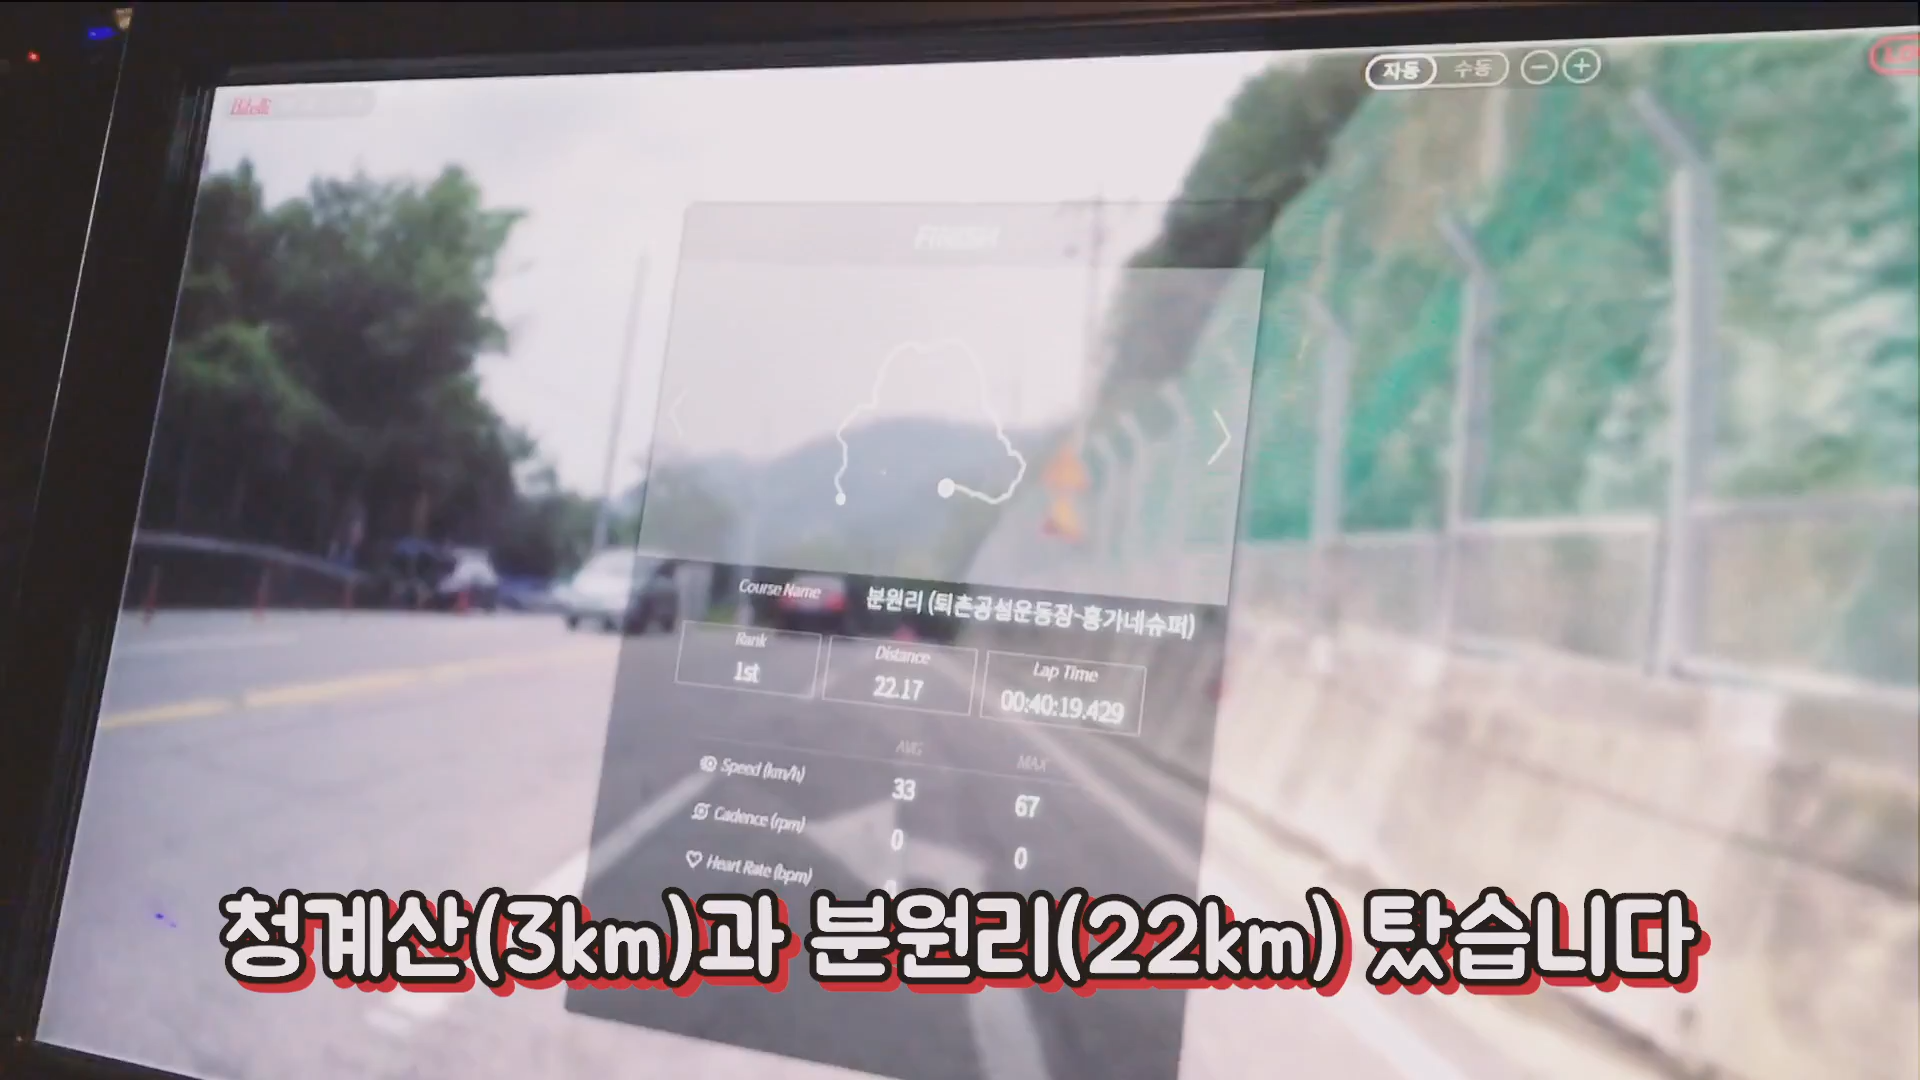 자동 수동
FINISH
Course Name 분원리 (퇴촌공설운동장-홍가네슈퍼)
Rank Distance Lap Time
1st 22.17 00:40:19.429
AVG MAX
Speed (km/h) 33 67
Cadence (rpm) 0 0
Heart Rate (bpm)
청계산(3km)과 분원리(22km) 탔습니다